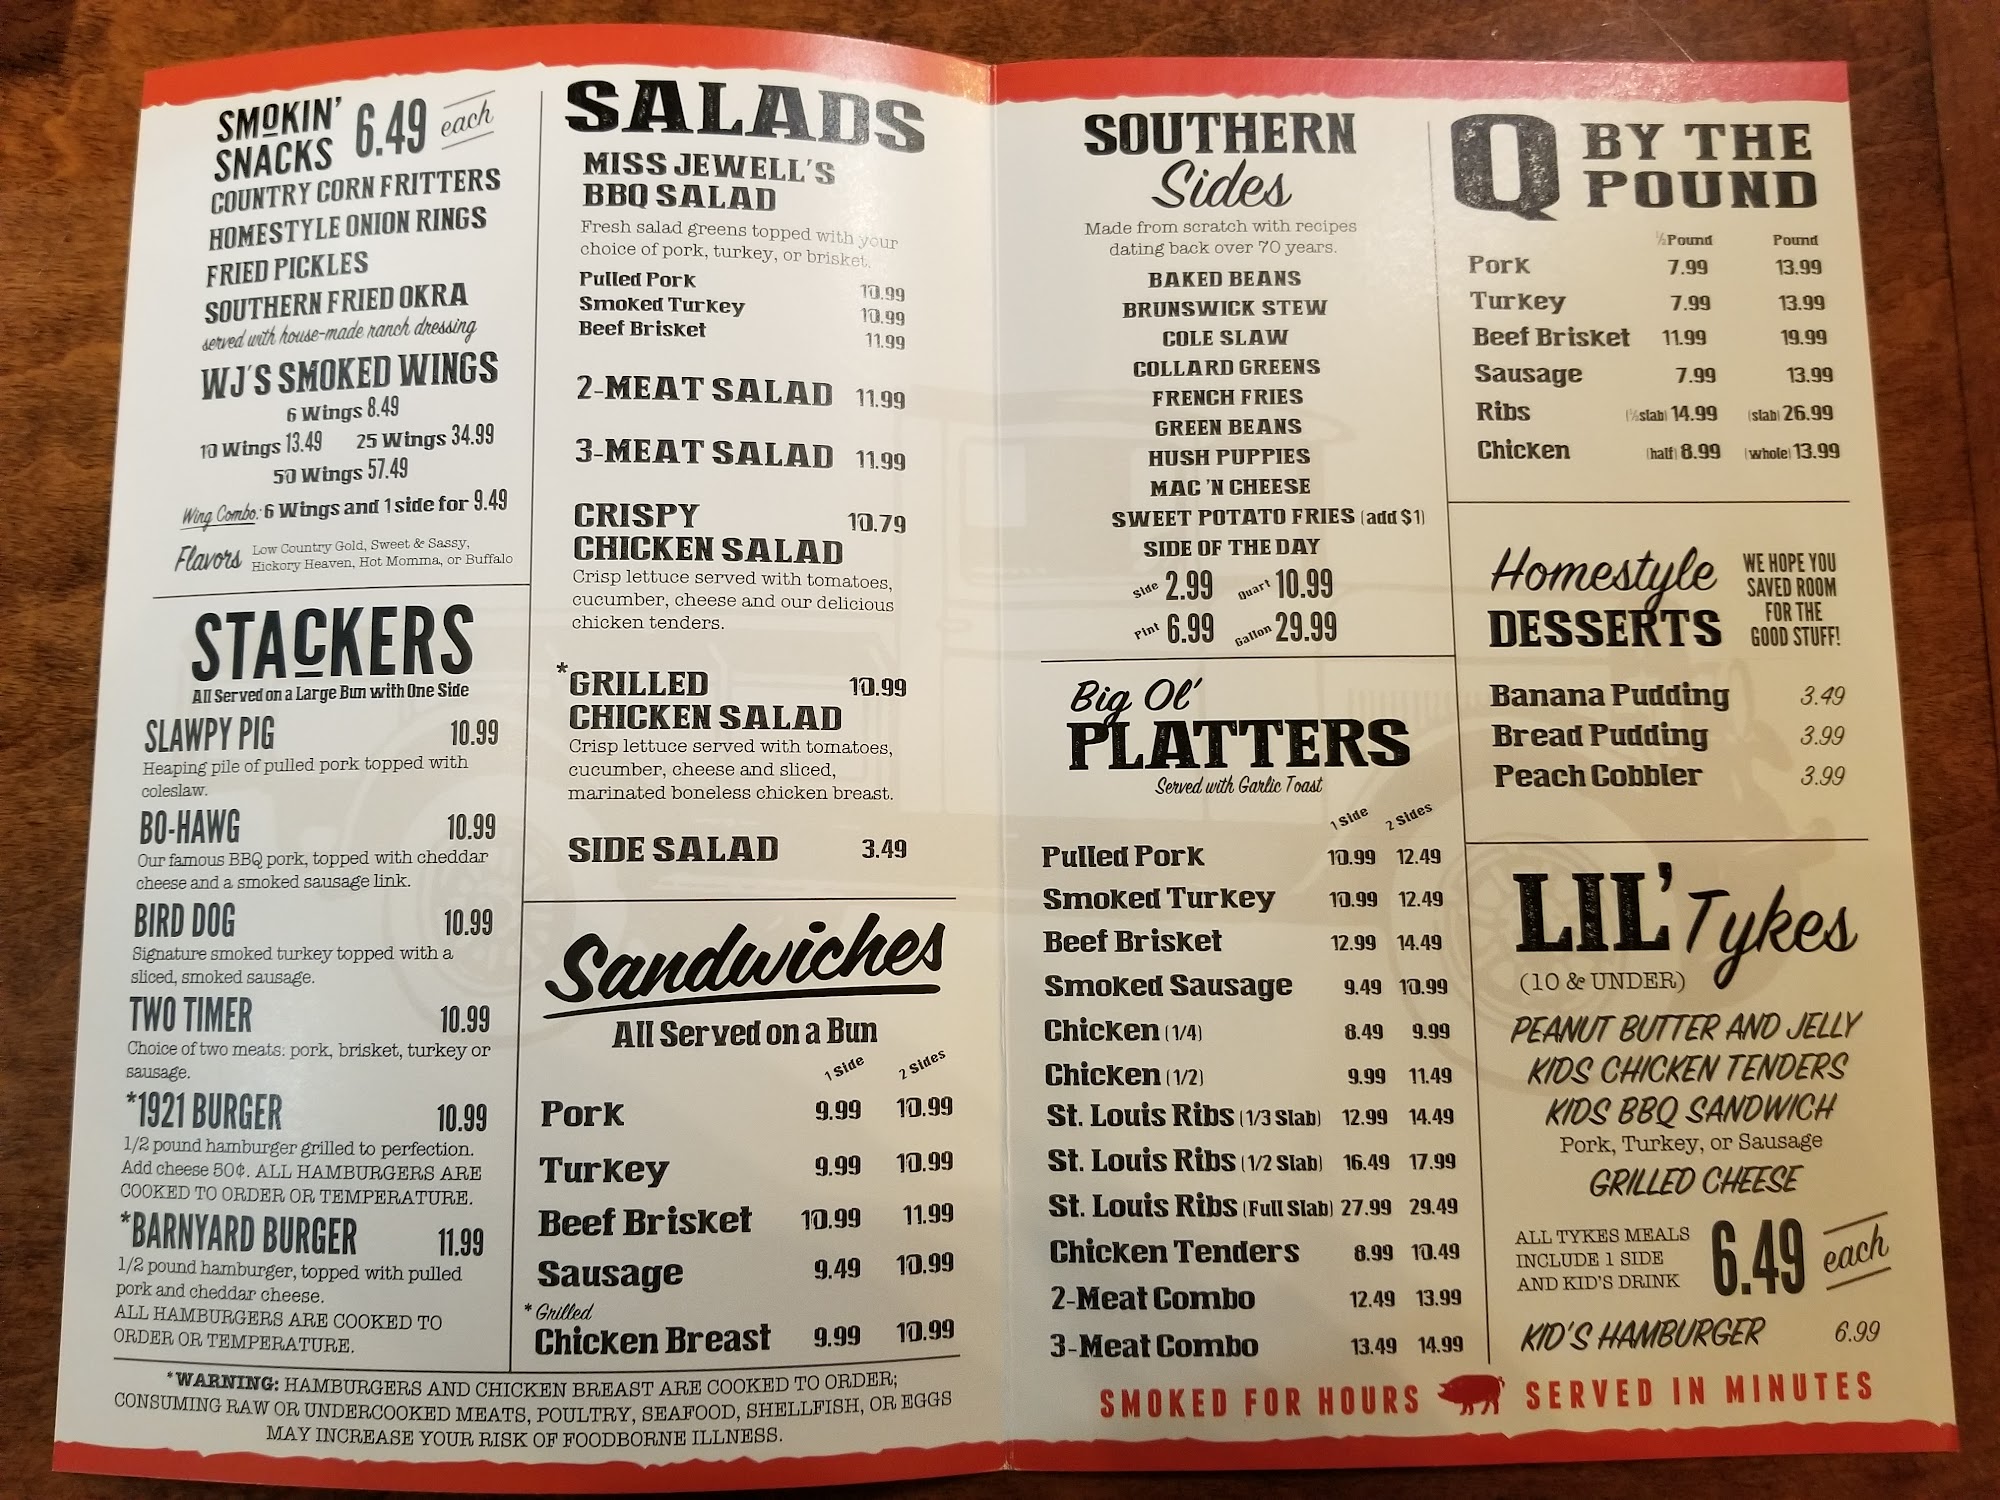 SMOKIN'
SNACKS 6.49 each
COUNTRY CORN FRITTERS
HOMESTYLE ONION RINGS
FRIED PICKLES
SOUTHERN FRIED OKRA
served with house-made ranch dressing
WJ'S SMOKED WINGS
6 Wings 8.49
10 Wings 13.49 25 Wings 34.99
50 Wings 57.49
Wing Combo: 6 Wings and 1 side for 9.49
Flavors Low Country Gold, Sweet & Sassy,
Hickory Heaven, Hot Momma, or Buffalo
STACKERS
All Served on a Large Bun with One Side
SLAWPY PIG 10.99
Heaping pile of pulled pork topped with
coleslaw.
BO-HAWG 10.99
Our famous BBQ pork, topped with cheddar
cheese and a smoked sausage link.
BIRD DOG 10.99
Signature smoked turkey topped with a
sliced, smoked sausage.
TWO TIMER 10.99
Choice of two meats: pork, brisket, turkey or
sausage.
*1921 BURGER 10.99
1/2 pound hamburger grilled to perfection.
Add cheese 50¢. ALL HAMBURGERS ARE
COOKED TO ORDER OR TEMPERATURE.
*BARNYARD BURGER 11.99
1/2 pound hamburger, topped with pulled
pork and cheddar cheese.
ALL HAMBURGERS ARE COOKED TO
ORDER OR TEMPERATURE.
SALADS
MISS JEWELL'S
BBQ SALAD
Fresh salad greens topped with your
choice of pork, turkey, or brisket.
Pulled Pork 10.99
Smoked Turkey 10.99
Beef Brisket 11.99
2-MEAT SALAD 11.99
3-MEAT SALAD 11.99
CRISPY 10.79
CHICKEN SALAD
Crisp lettuce served with tomatoes,
cucumber, cheese and our delicious
chicken tenders.
*GRILLED 10.99
CHICKEN SALAD
Crisp lettuce served with tomatoes,
cucumber, cheese and sliced,
marinated boneless chicken breast.
SIDE SALAD 3.49
Sandwiches
All Served on a Bun
1 Side 2 Sides
Pork 9.99 10.99
Turkey 9.99 10.99
Beef Brisket 10.99 11.99
Sausage 9.49 10.99
* Grilled
Chicken Breast 9.99 10.99
*WARNING: HAMBURGERS AND CHICKEN BREAST ARE COOKED TO ORDER;
CONSUMING RAW OR UNDERCOOKED MEATS, POULTRY, SEAFOOD, SHELLFISH, OR EGGS
MAY INCREASE YOUR RISK OF FOODBORNE ILLNESS.
SOUTHERN
Sides
Made from scratch with recipes
dating back over 70 years.
BAKED BEANS
BRUNSWICK STEW
COLE SLAW
COLLARD GREENS
FRENCH FRIES
GREEN BEANS
HUSH PUPPIES
MAC 'N CHEESE
SWEET POTATO FRIES (add $1)
SIDE OF THE DAY
Side 2.99 Quart 10.99
Pint 6.99 Gallon 29.99
Big Ol'
PLATTERS
Served with Garlic Toast
1 Side 2 Sides
Pulled Pork 10.99 12.49
Smoked Turkey 10.99 12.49
Beef Brisket 12.99 14.49
Smoked Sausage 9.49 10.99
Chicken (1/4) 8.49 9.99
Chicken (1/2) 9.99 11.49
St. Louis Ribs (1/3 Slab) 12.99 14.49
St. Louis Ribs (1/2 Slab) 16.49 17.99
St. Louis Ribs (Full Slab) 27.99 29.49
Chicken Tenders 8.99 10.49
2-Meat Combo 12.49 13.99
3-Meat Combo 13.49 14.99
Q BY THE
POUND
½ Pound Pound
Pork 7.99 13.99
Turkey 7.99 13.99
Beef Brisket 11.99 19.99
Sausage 7.99 13.99
Ribs (½ slab) 14.99 (slab) 26.99
Chicken (half) 8.99 (whole) 13.99
Homestyle
DESSERTS
WE HOPE YOU
SAVED ROOM
FOR THE
GOOD STUFF!
Banana Pudding 3.49
Bread Pudding 3.99
Peach Cobbler 3.99
LIL' Tykes
(10 & UNDER)
PEANUT BUTTER AND JELLY
KIDS CHICKEN TENDERS
KIDS BBQ SANDWICH
Pork, Turkey, or Sausage
GRILLED CHEESE
ALL TYKES MEALS
INCLUDE 1 SIDE
AND KID'S DRINK
6.49 each
KID'S HAMBURGER 6.99
SMOKED FOR HOURS SERVED IN MINUTES